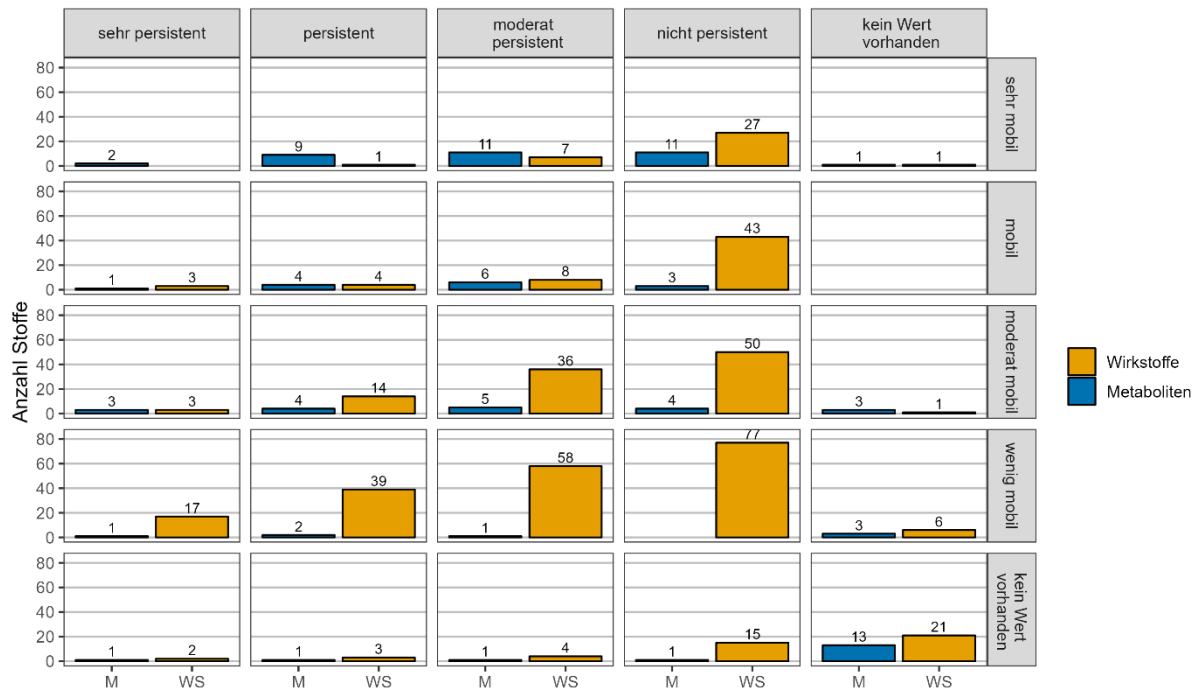 sehr persistent
persistent
moderat
persistent
nicht persistent
kein Wert
vorhanden
80
60
40
20
0
2
9
1
11
7
11
27
1
1
sehr mobil
80
60
40
20
0
1
3
4
4
6
8
3
43
mobil
80
60
40
20
0
3
3
4
14
5
36
4
50
3
1
moderat mobil
80
60
40
20
0
1
17
2
39
1
58
77
3
6
wenig mobil
80
60
40
20
0
1
2
1
3
1
4
1
15
13
21
kein Wert
vorhanden
M
WS
M
WS
M
WS
M
WS
M
WS
Anzahl Stoffe
Wirkstoffe
Metaboliten